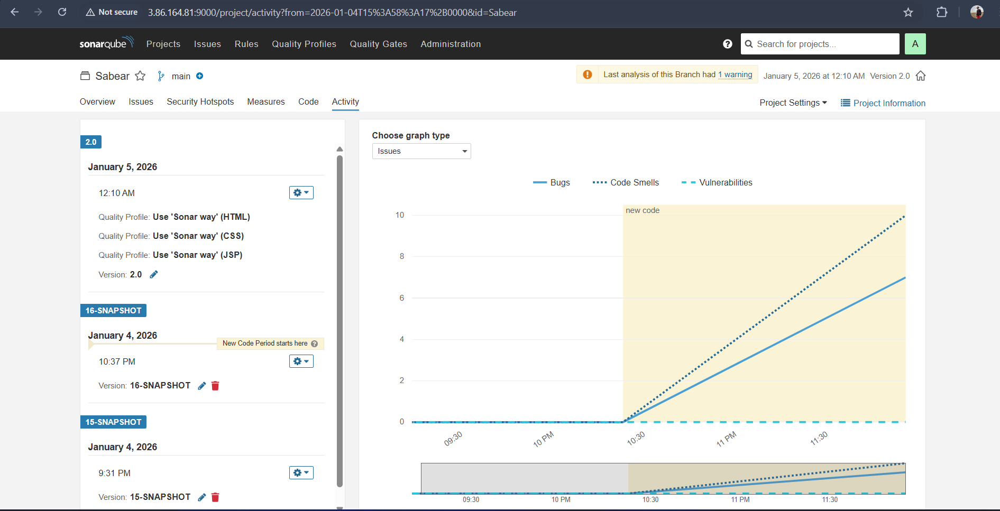 Not secure 3.86.164.81:9000/project/activity?from=2026-01-04T15%3A58%3A17%2B0000&id=Sabear
sonarqube Projects Issues Rules Quality Profiles Quality Gates Administration ? Search for projects... A
Sabear main Last analysis of this Branch had 1 warning January 5, 2026 at 12:10 AM Version 2.0
Overview Issues Security Hotspots Measures Code Activity Project Settings Project Information
2.0
January 5, 2026
12:10 AM
Quality Profile: Use 'Sonar way' (HTML)
Quality Profile: Use 'Sonar way' (CSS)
Quality Profile: Use 'Sonar way' (JSP)
Version: 2.0
16-SNAPSHOT
January 4, 2026
New Code Period starts here ?
10:37 PM
Version: 16-SNAPSHOT
15-SNAPSHOT
January 4, 2026
9:31 PM
Version: 15-SNAPSHOT
Choose graph type
Issues
Bugs Code Smells Vulnerabilities
new code
10
8
6
4
2
0
09:30 10 PM 10:30 11 PM 11:30
09:30 10 PM 10:30 11 PM 11:30